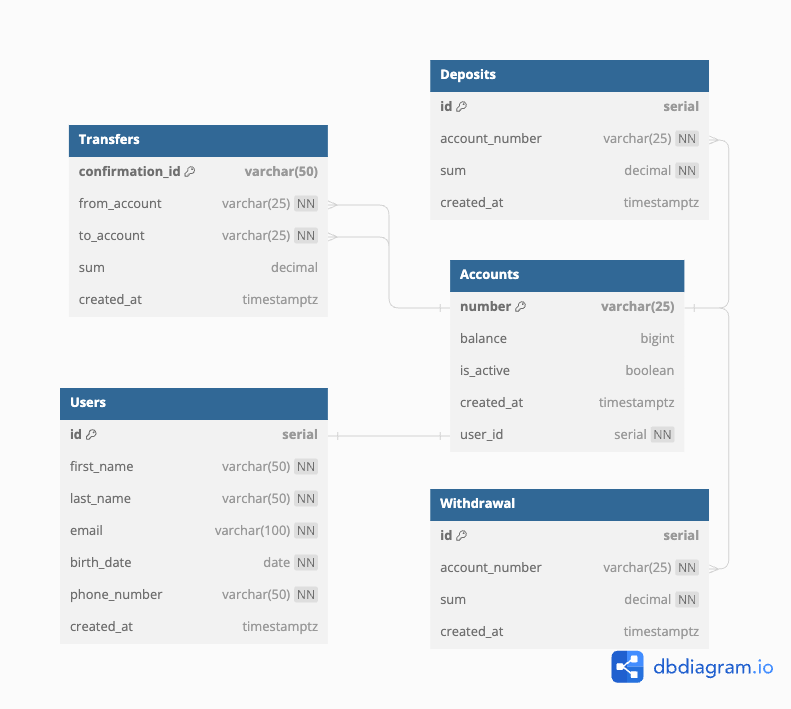 Transfers
confirmation_id varchar(50)
from_account varchar(25) NN
to_account varchar(25) NN
sum decimal
created_at timestamptz
Deposits
id serial
account_number varchar(25) NN
sum decimal NN
created_at timestamptz
Accounts
number varchar(25)
balance bigint
is_active boolean
created_at timestamptz
user_id serial NN
Users
id serial
first_name varchar(50) NN
last_name varchar(50) NN
email varchar(100) NN
birth_date date NN
phone_number varchar(50) NN
created_at timestamptz
Withdrawal
id serial
account_number varchar(25) NN
sum decimal NN
created_at timestamptz
dbdiagram.io